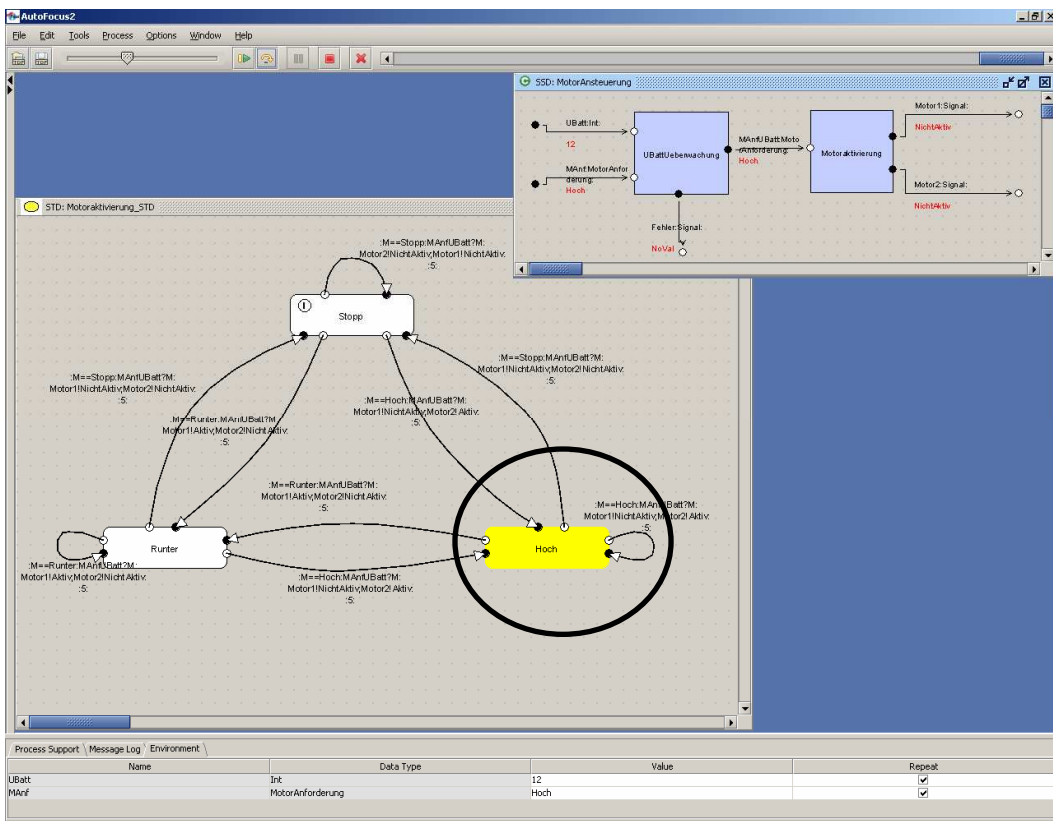 AutoFocus2
File Edit Tools Process Options Window Help
SSD: MotorAnsteuerung
UBatt:Int:
12
MAnf:MotorAnfor
derung:
Hoch
UBattUeberwachung
MAnfUBatt:Moto
rAnforderung:
Hoch
Motoraktivierung
Motor1:Signal:
NichtAktiv
Motor2:Signal:
NichtAktiv
Fehler:Signal:
NoVal
STD: Motoraktivierung_STD
:M==Stopp:MAnfUBatt?M:
Motor2!NichtAktiv;Motor1!NichtAktiv:
:5:
Stopp
:M==Stopp:MAnfUBatt?M:
Motor1!NichtAktiv;Motor2!NichtAktiv:
:5:
:M==Stopp:MAnfUBatt?M:
Motor1!NichtAktiv;Motor2!NichtAktiv:
:5:
:M==Runter:MAnfUBatt?M:
Motor1!Aktiv;Motor2!NichtAktiv:
:5:
:M==Hoch:MAnfUBatt?M:
Motor1!NichtAktiv;Motor2!Aktiv:
:5:
:M==Runter:MAnfUBatt?M:
Motor1!Aktiv;Motor2!NichtAktiv:
:5:
:M==Hoch:MAnfUBatt?M:
Motor1!NichtAktiv;Motor2!Aktiv:
:5:
Runter
Hoch
:M==Runter:MAnfUBatt?M:
Motor1!Aktiv;Motor2!NichtAktiv:
:5:
:M==Hoch:MAnfUBatt?M:
Motor1!NichtAktiv;Motor2!Aktiv:
:5:
Process Support Message Log Environment
Name Data Type Value Repeat
UBatt Int 12
MAnf MotorAnforderung Hoch